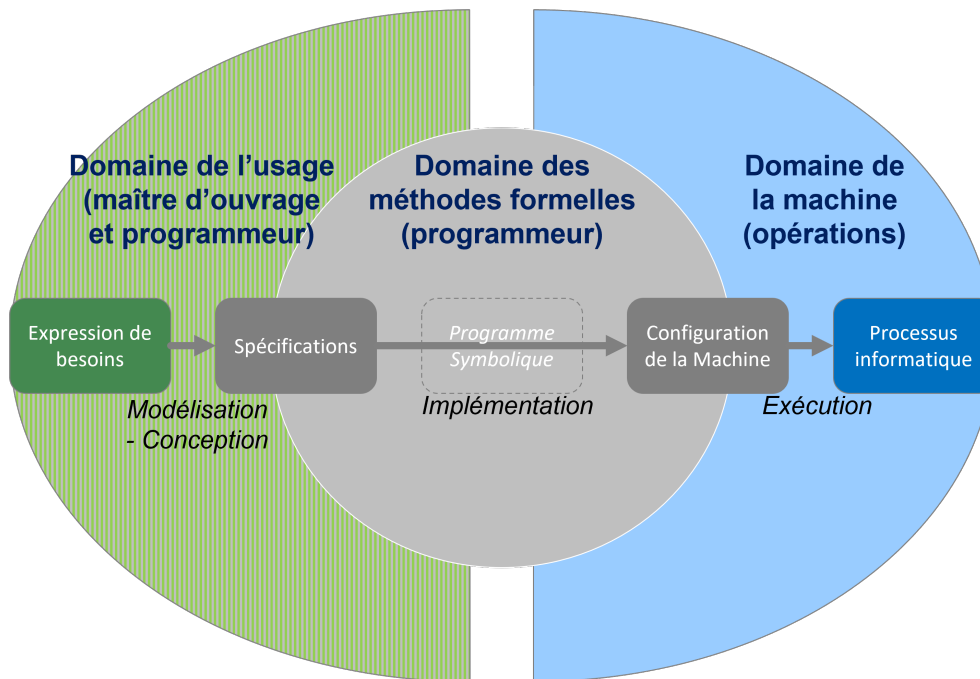 Domaine de l’usage
(maître d’ouvrage
et programmeur)
Domaine des
méthodes formelles
(programmeur)
Domaine de
la machine
(opérations)
Expression de
besoins
Spécifications
Programme
Symbolique
Configuration
de la Machine
Processus
informatique
Modélisation
- Conception
Implémentation
Exécution